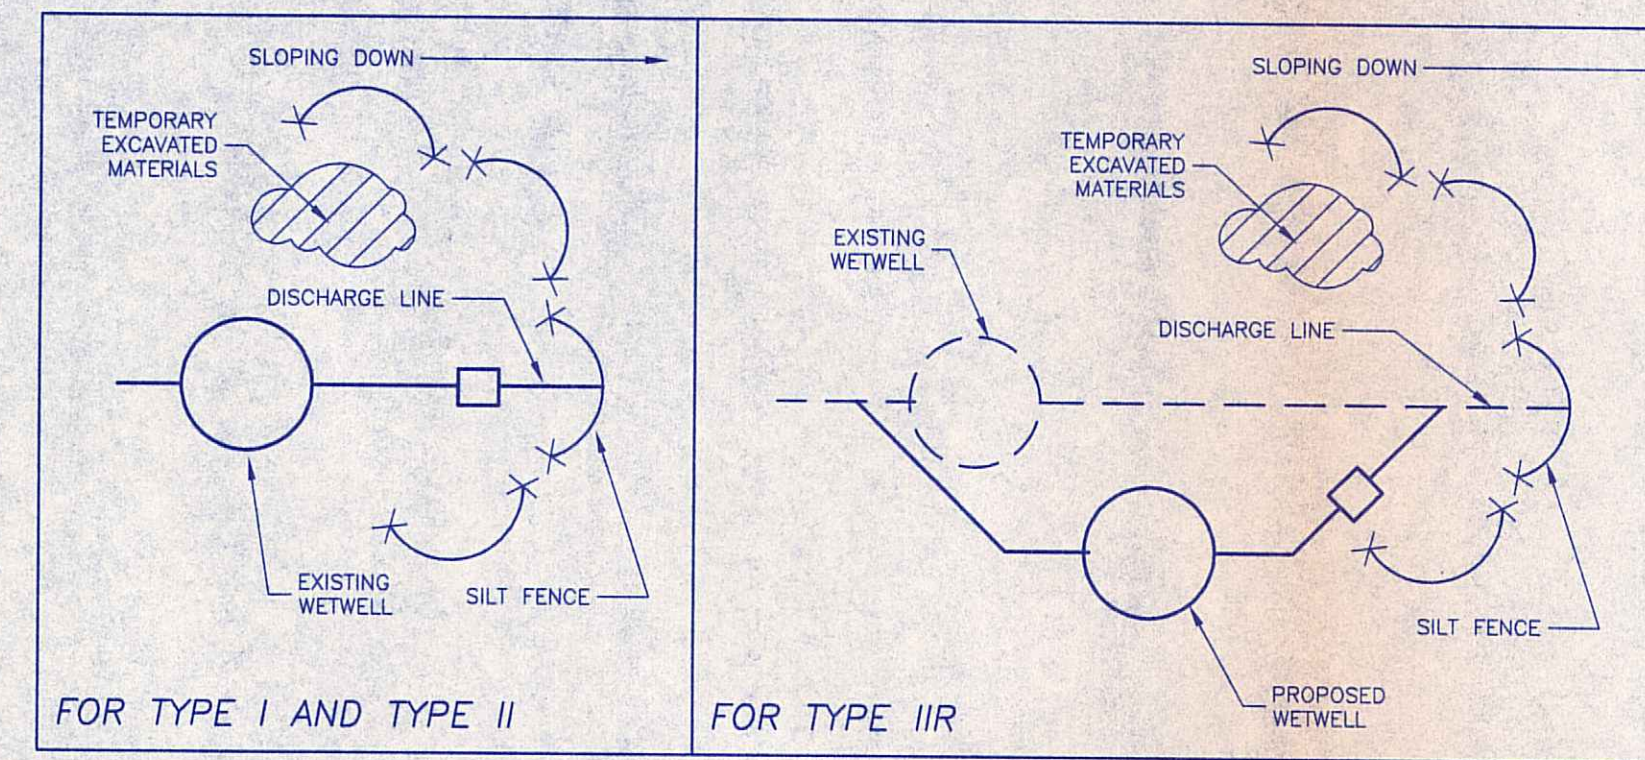 SLOPING DOWN
TEMPORARY
EXCAVATED
MATERIALS
DISCHARGE LINE
EXISTING
WETWELL
SILT FENCE
FOR TYPE I AND TYPE II
SLOPING DOWN
TEMPORARY
EXCAVATED
MATERIALS
EXISTING
WETWELL
DISCHARGE LINE
SILT FENCE
PROPOSED
WETWELL
FOR TYPE IIR